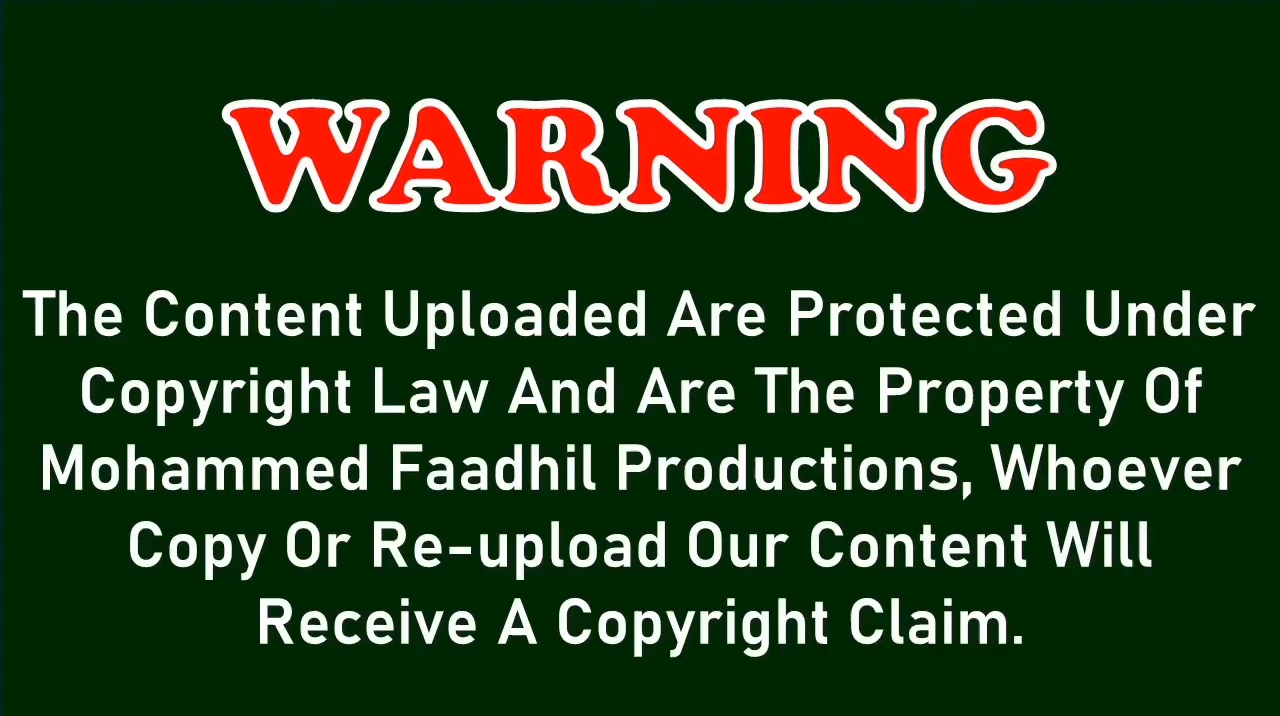 WARNING
The Content Uploaded Are Protected Under
Copyright Law And Are The Property Of
Mohammed Faadhil Productions, Whoever
Copy Or Re-upload Our Content Will
Receive A Copyright Claim.